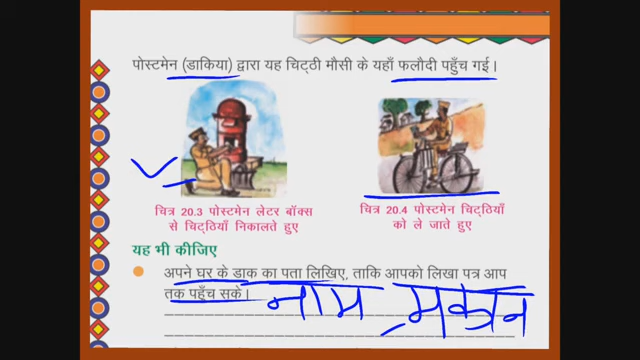 पोस्टमेन (डाकिया) द्वारा यह चिट्ठी मौसी के यहाँ फलौदी पहुँच गई।
चित्र 20.3 पोस्टमेन लेटर बॉक्स
से चिट्ठियाँ निकालते हुए
चित्र 20.4 पोस्टमेन चिट्ठियाँ
को ले जाते हुए
यह भी कीजिए
अपने घर के डाक का पता लिखिए, ताकि आपको लिखा पत्र आप
तक पहुँच सके।
नाम, मकान